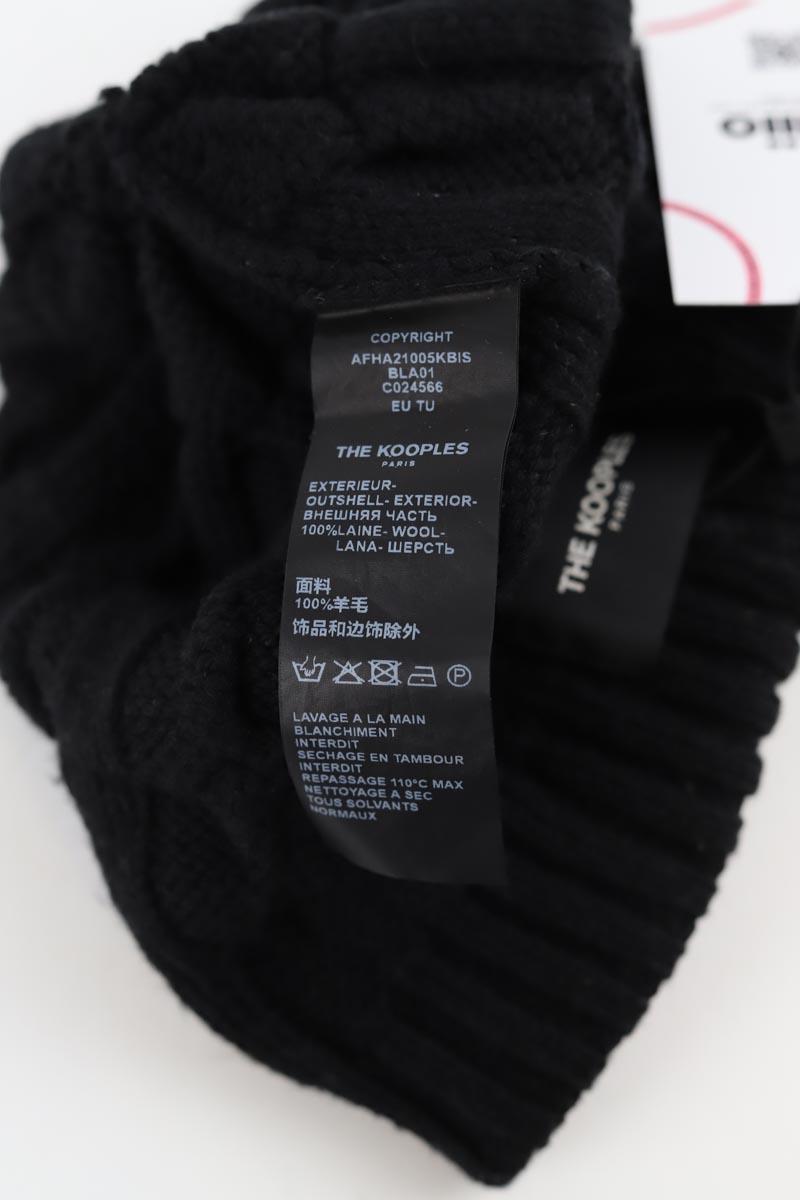 COPYRIGHT
AFHA21005KBIS
BLA01
C024566
EU TU
THE KOOPLES
PARIS
EXTERIEUR-
OUTSHELL- EXTERIOR-
ВНЕШНЯЯ ЧАСТЬ
100%LAINE- WOOL-
LANA- ШЕРСТЬ
面料
100%羊毛
饰品和边饰除外
P
LAVAGE A LA MAIN
BLANCHIMENT
INTERDIT
SECHAGE EN TAMBOUR
INTERDIT
REPASSAGE 110°C MAX
NETTOYAGE A SEC
TOUS SOLVANTS
NORMAUX
THE KOOPLES
PARIS